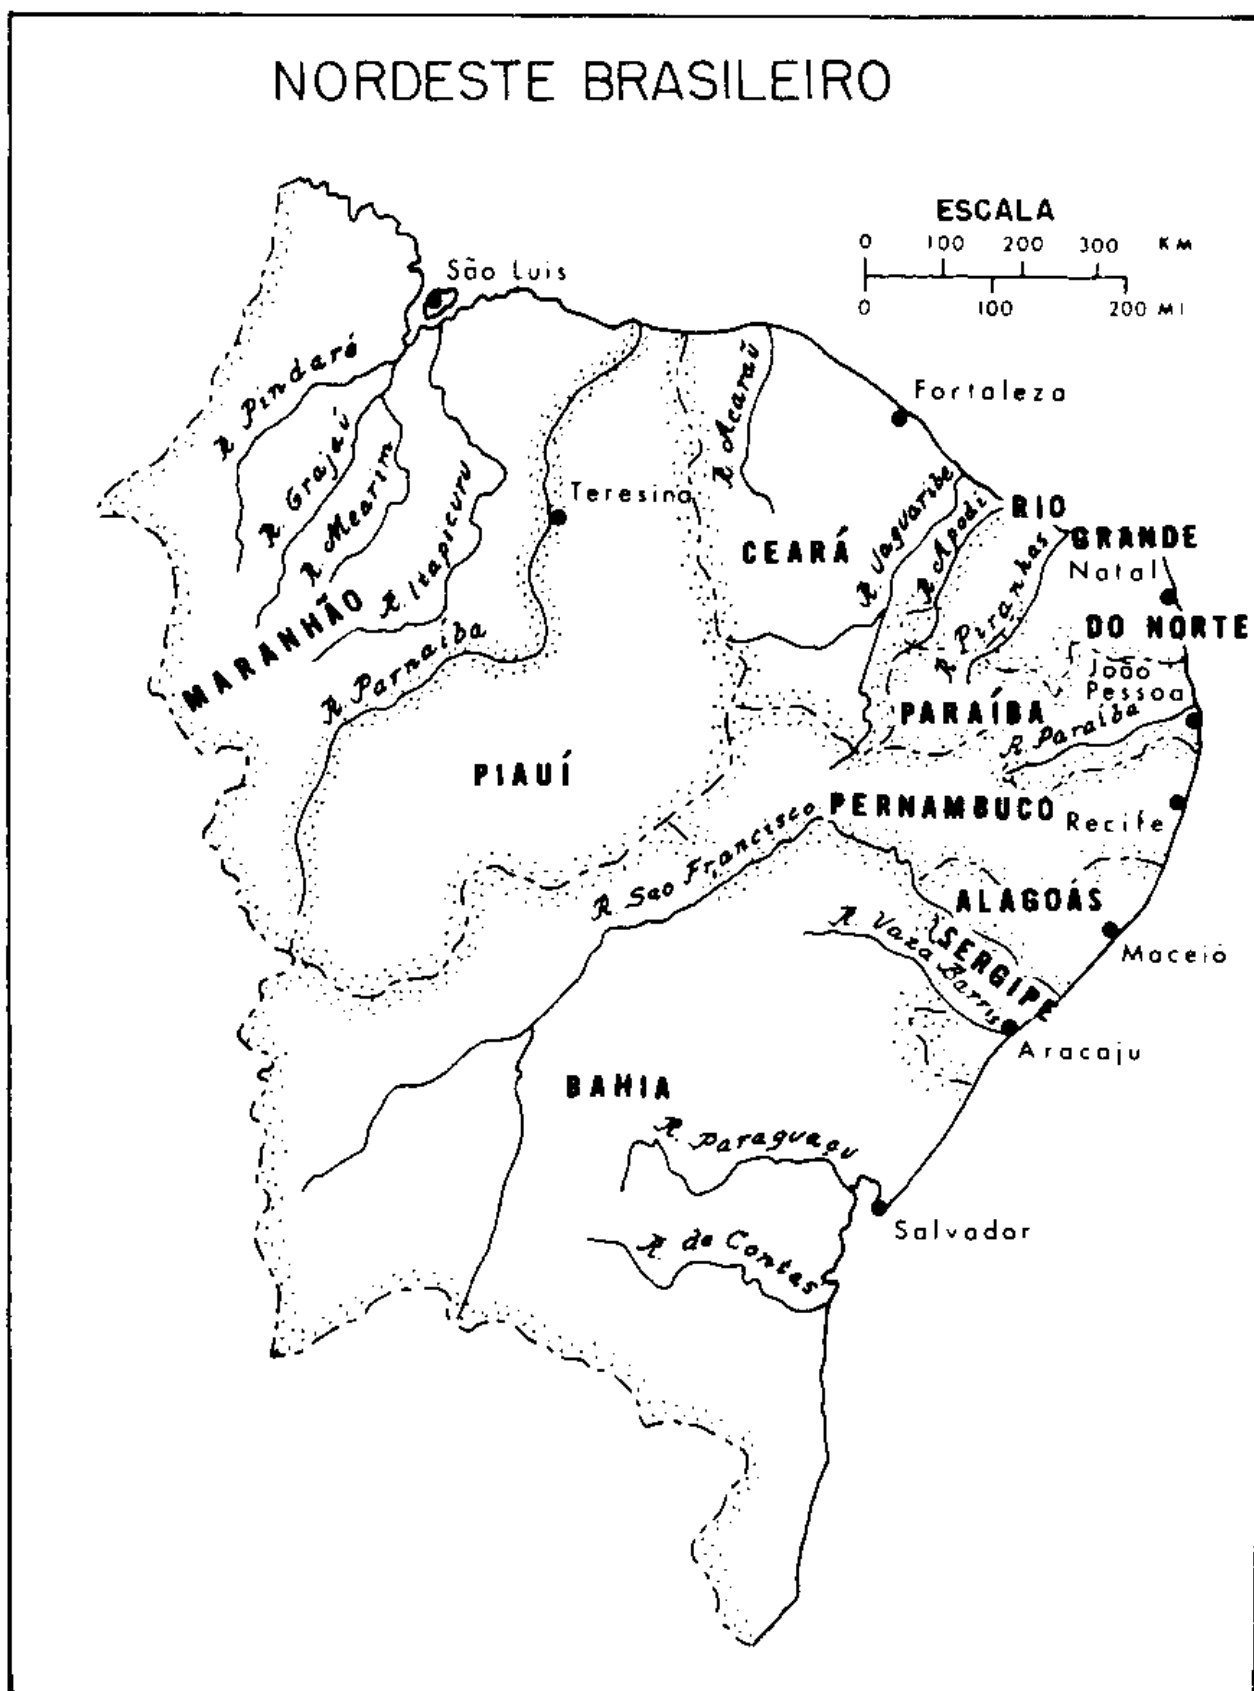 NORDESTE BRASILEIRO
ESCALA
0 100 200 300 KM
0 100 200 MI
São Luis
R Pindaré
R Grajaú
R Mearim
R. Itapicuru
MARANHÃO
R Parnaíba
Teresina
PIAUÍ
R Acaraú
Fortaleza
CEARÁ
R Jaguaribe
R Apodi
R Piranhas
RIO
GRANDE
Natal
DO NORTE
João
Pessoa
PARAÍBA
R Paraíba
PERNAMBUCO
Recife
R Sao Francisco
ALAGOAS
Maceió
R. Vaza Barris
SERGIPE
Aracaju
BAHIA
R. Paraguaçu
Salvador
R. de Contas